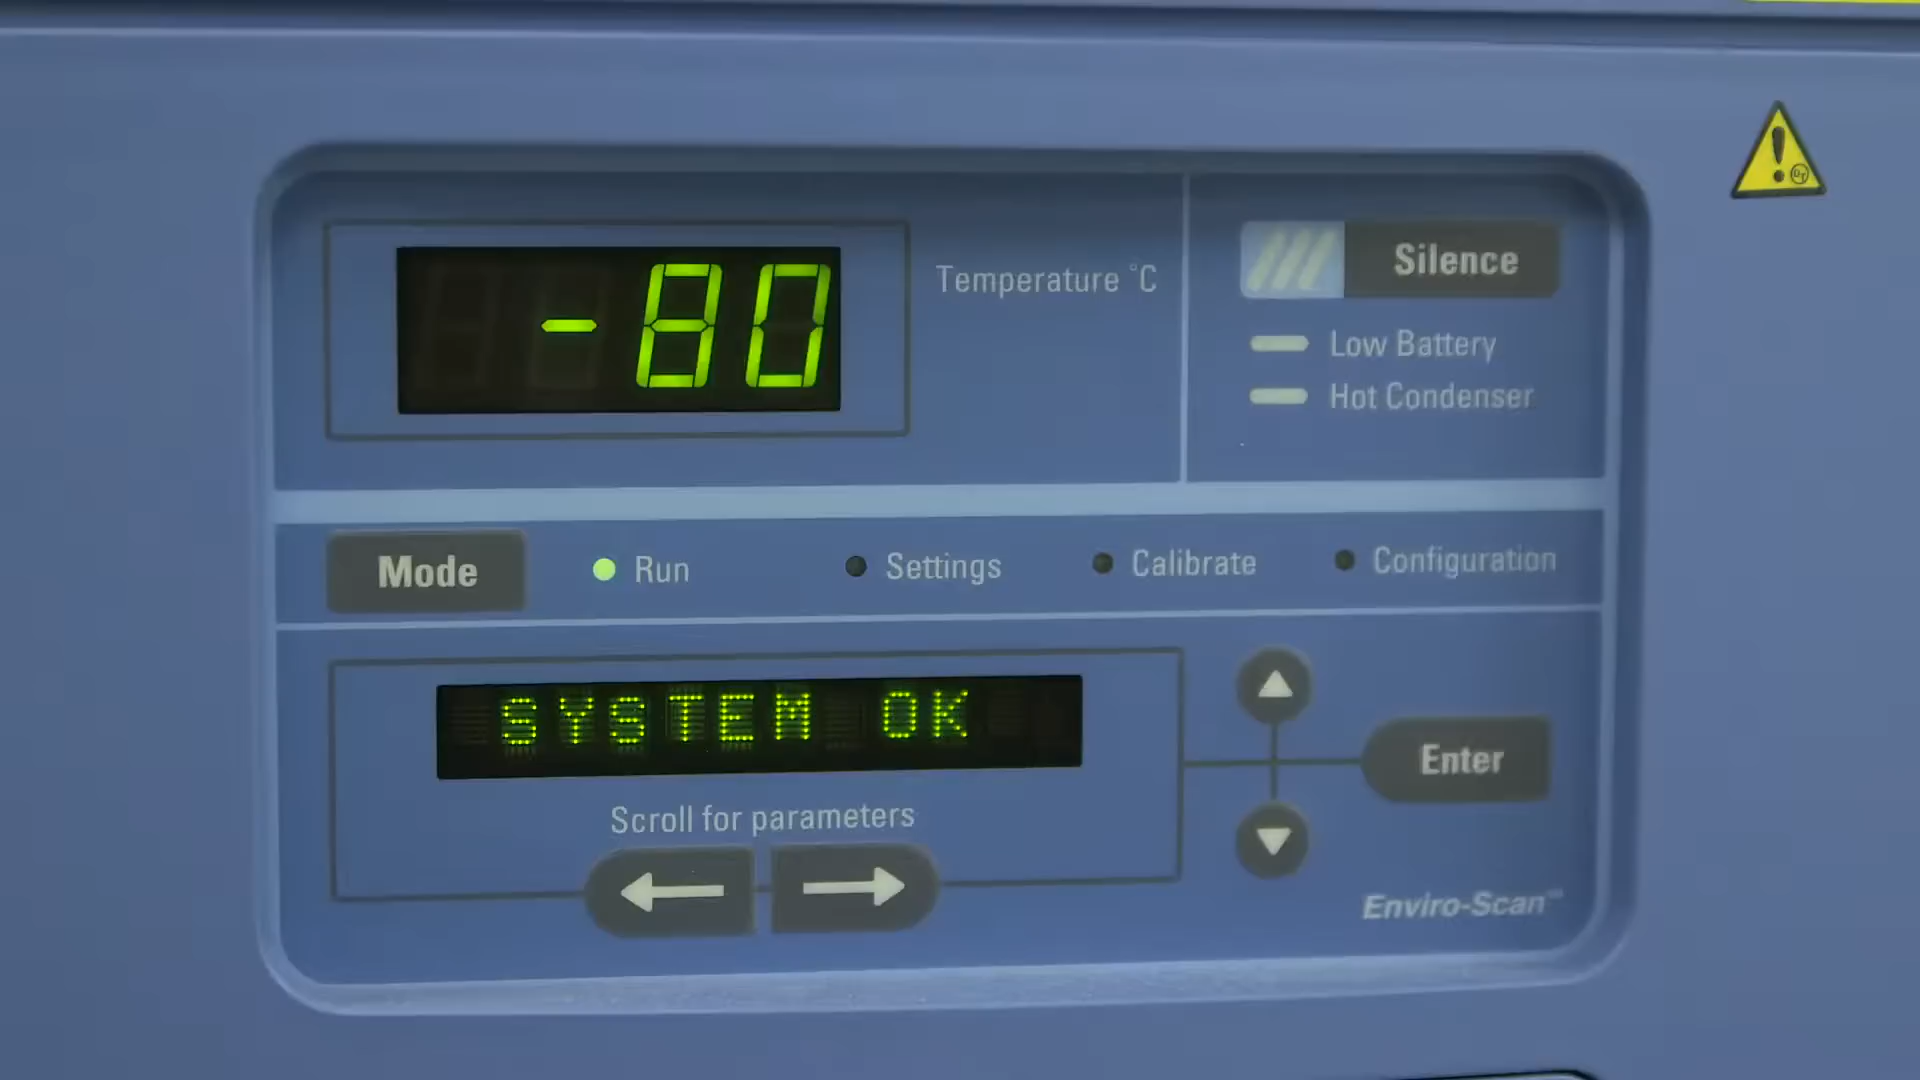 -80
Temperature °C
Silence
Low Battery
Hot Condenser
Mode
Run
Settings
Calibrate
Configuration
SYSTEM OK
Scroll for parameters
Enter
Enviro-Scan™